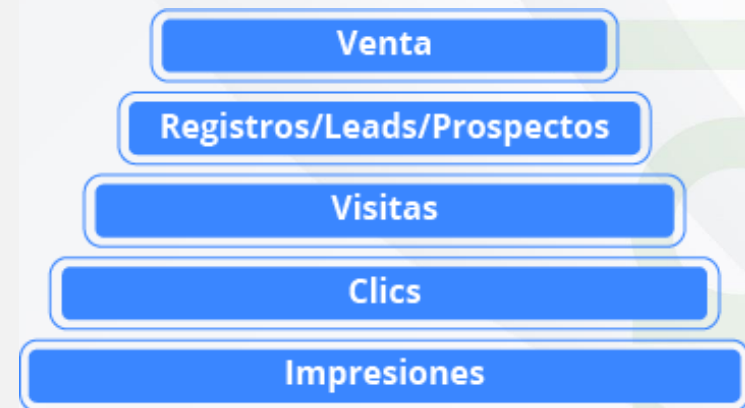 Venta
Registros/Leads/Prospectos
Visitas
Clics
Impresiones